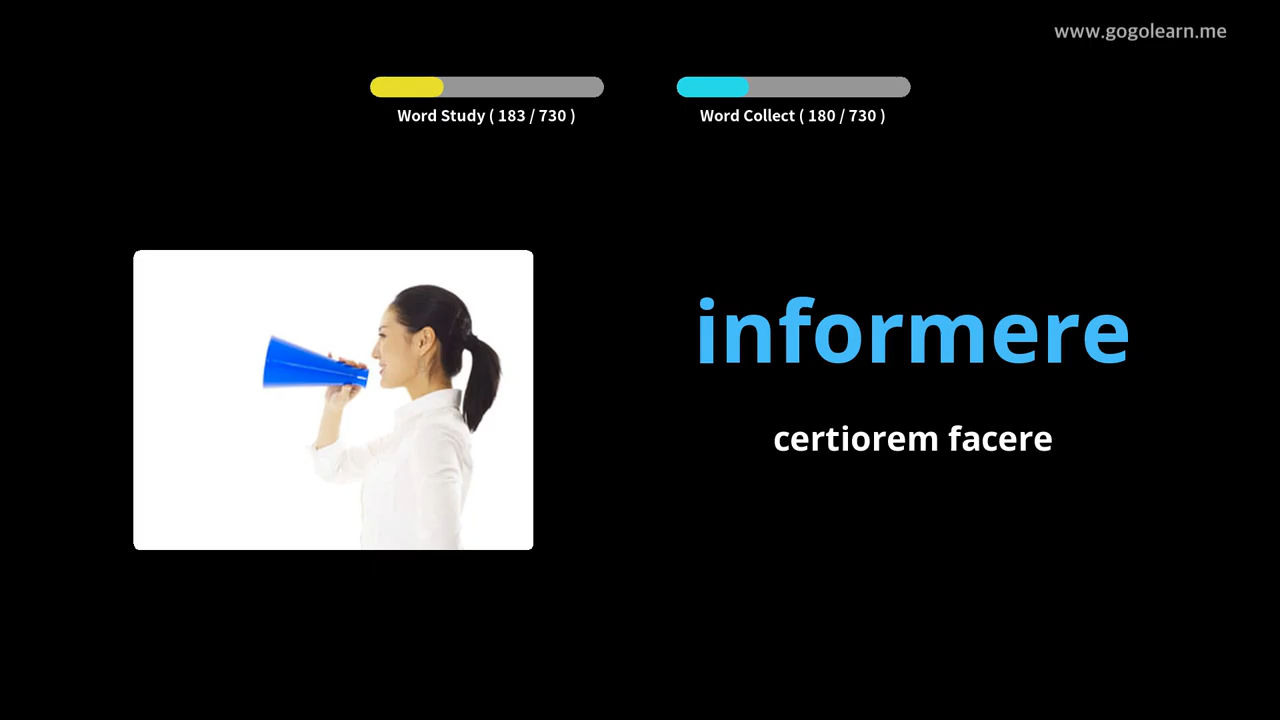 www.gogolearn.me
Word Study ( 183 / 730 )
Word Collect ( 180 / 730 )
informere
certiorem facere